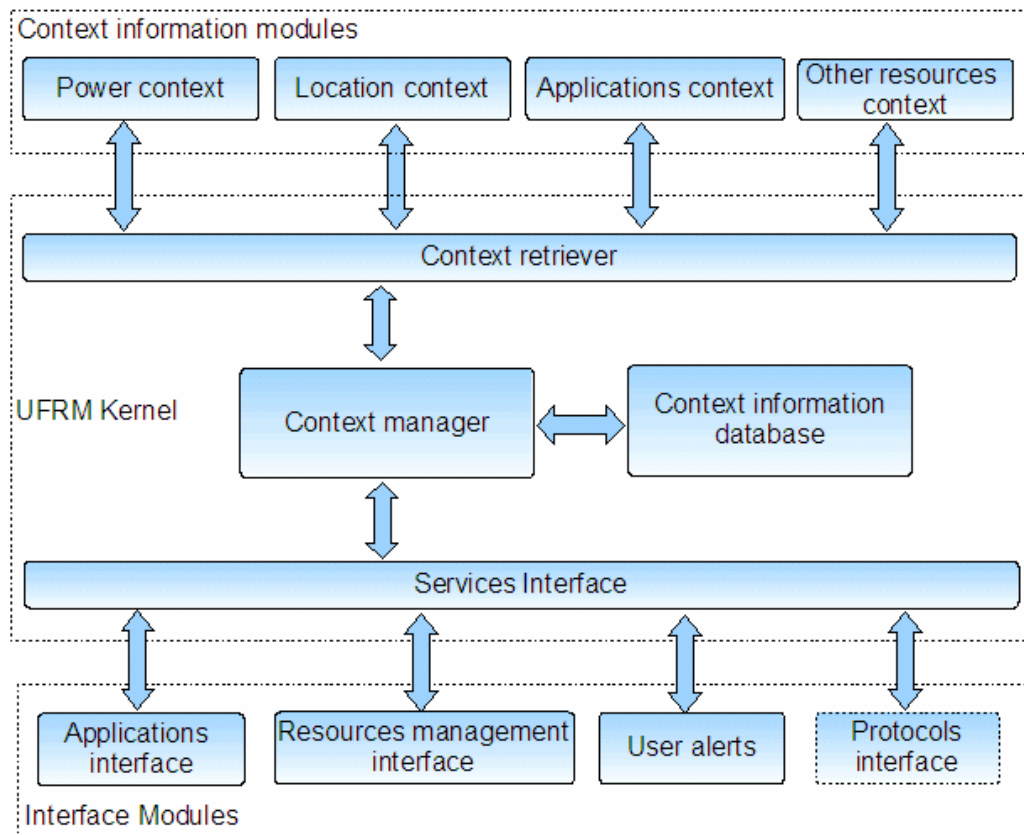 Context information modules
Power context
Location context
Applications context
Other resources
context
Context retriever
UFRM Kernel
Context manager
Context information
database
Services Interface
Applications
interface
Resources management
interface
User alerts
Protocols
interface
Interface Modules